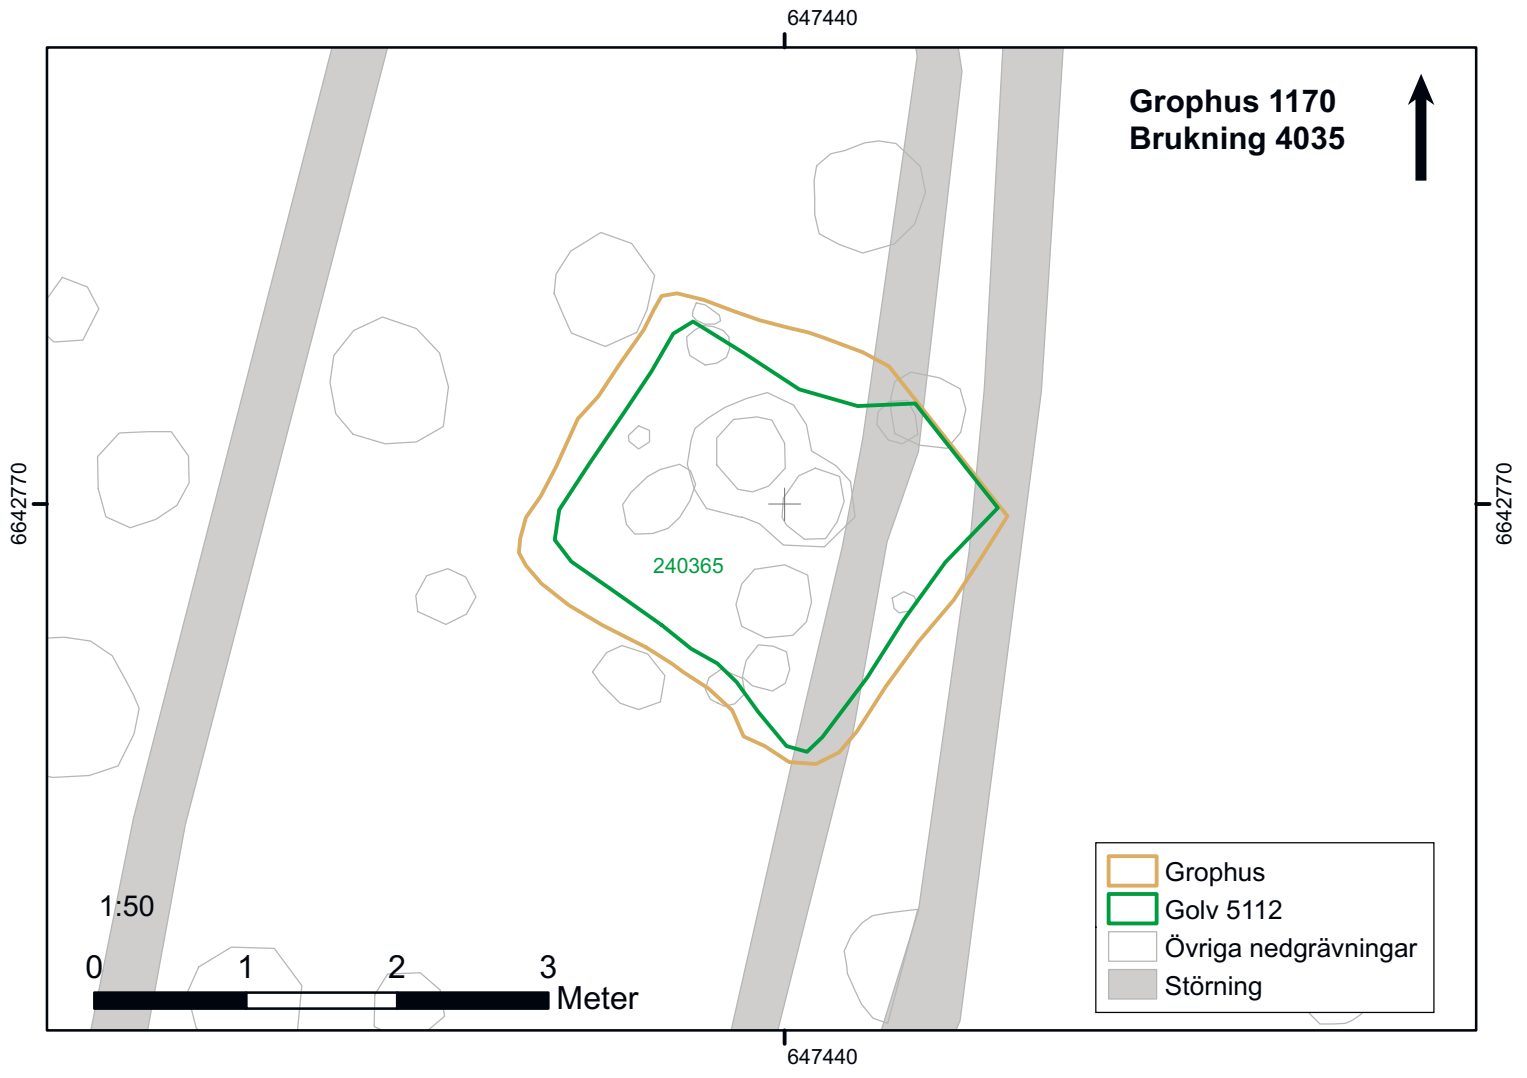 647440
Grophus 1170
Brukning 4035
6642770
6642770
240365
1:50
0 1 2 3
Meter
Grophus
Golv 5112
Övriga nedgrävningar
Störning
647440